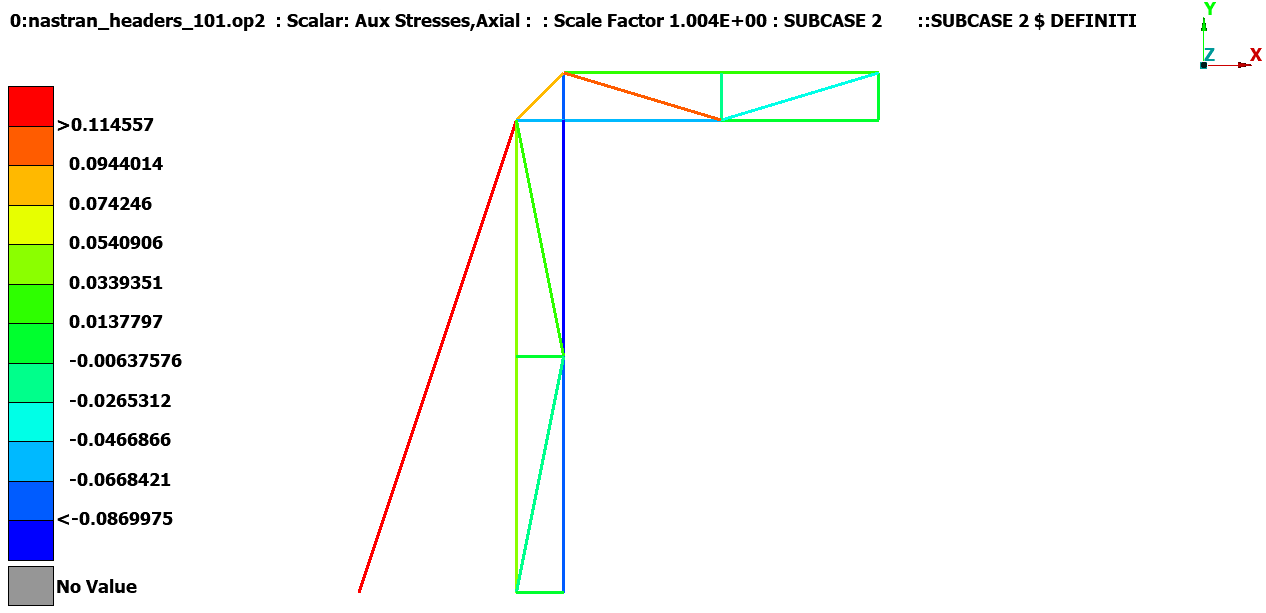 0:nastran_headers_101.op2 : Scalar: Aux Stresses,Axial : : Scale Factor 1.004E+00 : SUBCASE 2 ::SUBCASE 2 $ DEFINITI
Y
Z X
>0.114557
0.0944014
0.074246
0.0540906
0.0339351
0.0137797
-0.00637576
-0.0265312
-0.0466866
-0.0668421
<-0.0869975
No Value